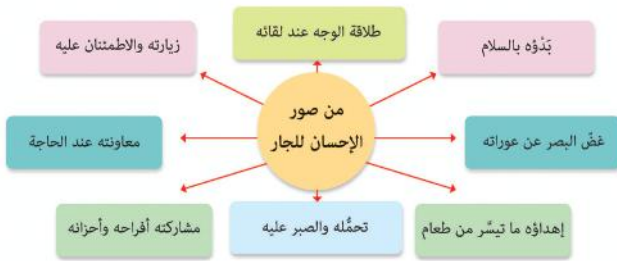 من صور
الإحسان للجار
طلاقة الوجه عند لقائه
بَدْؤه بالسلام
غضّ البصر عن عوراته
إهداؤه ما تيسَّر من طعام
تحمُّله والصبر عليه
مشاركته أفراحه وأحزانه
معاونته عند الحاجة
زيارته والاطمئنان عليه